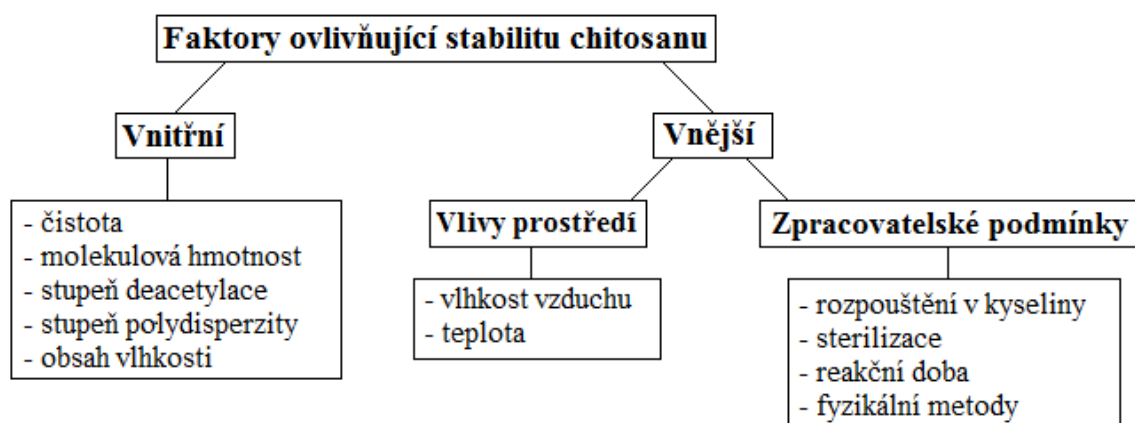 Faktory ovlivňující stabilitu chitosanu
Vnitřní
Vnější
- čistota
- molekulová hmotnost
- stupeň deacetylace
- stupeň polydisperzity
- obsah vlhkosti
Vlivy prostředí
- vlhkost vzduchu
- teplota
Zpracovatelské podmínky
- rozpouštění v kyseliny
- sterilizace
- reakční doba
- fyzikální metody